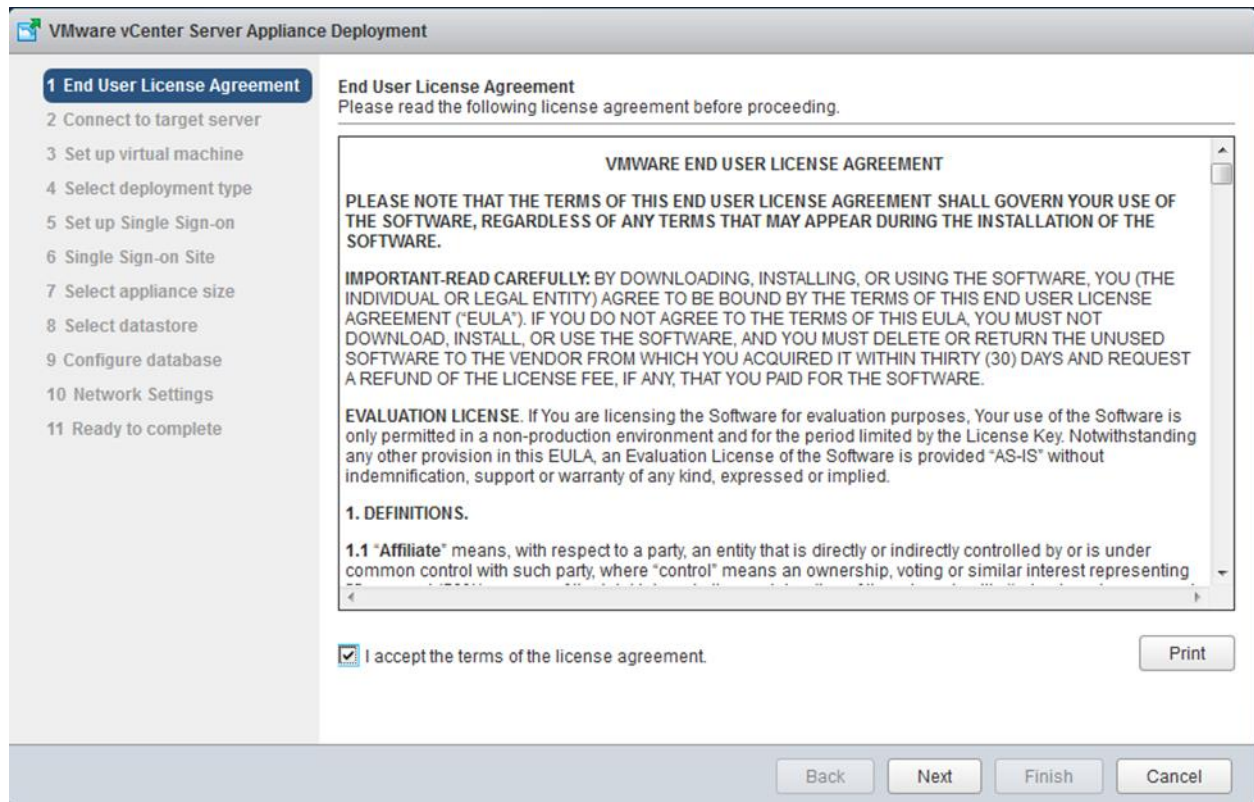 VMware vCenter Server Appliance Deployment
1 End User License Agreement
2 Connect to target server
3 Set up virtual machine
4 Select deployment type
5 Set up Single Sign-on
6 Single Sign-on Site
7 Select appliance size
8 Select datastore
9 Configure database
10 Network Settings
11 Ready to complete
End User License Agreement
Please read the following license agreement before proceeding.
VMWARE END USER LICENSE AGREEMENT
PLEASE NOTE THAT THE TERMS OF THIS END USER LICENSE AGREEMENT SHALL GOVERN YOUR USE OF
THE SOFTWARE, REGARDLESS OF ANY TERMS THAT MAY APPEAR DURING THE INSTALLATION OF THE
SOFTWARE.
IMPORTANT-READ CAREFULLY: BY DOWNLOADING, INSTALLING, OR USING THE SOFTWARE, YOU (THE
INDIVIDUAL OR LEGAL ENTITY) AGREE TO BE BOUND BY THE TERMS OF THIS END USER LICENSE
AGREEMENT (“EULA”). IF YOU DO NOT AGREE TO THE TERMS OF THIS EULA, YOU MUST NOT
DOWNLOAD, INSTALL, OR USE THE SOFTWARE, AND YOU MUST DELETE OR RETURN THE UNUSED
SOFTWARE TO THE VENDOR FROM WHICH YOU ACQUIRED IT WITHIN THIRTY (30) DAYS AND REQUEST
A REFUND OF THE LICENSE FEE, IF ANY, THAT YOU PAID FOR THE SOFTWARE.
EVALUATION LICENSE. If You are licensing the Software for evaluation purposes, Your use of the Software is
only permitted in a non-production environment and for the period limited by the License Key. Notwithstanding
any other provision in this EULA, an Evaluation License of the Software is provided “AS-IS” without
indemnification, support or warranty of any kind, expressed or implied.
1. DEFINITIONS.
1.1 “Affiliate” means, with respect to a party, an entity that is directly or indirectly controlled by or is under
common control with such party, where “control” means an ownership, voting or similar interest representing
I accept the terms of the license agreement.
Print
Back
Next
Finish
Cancel